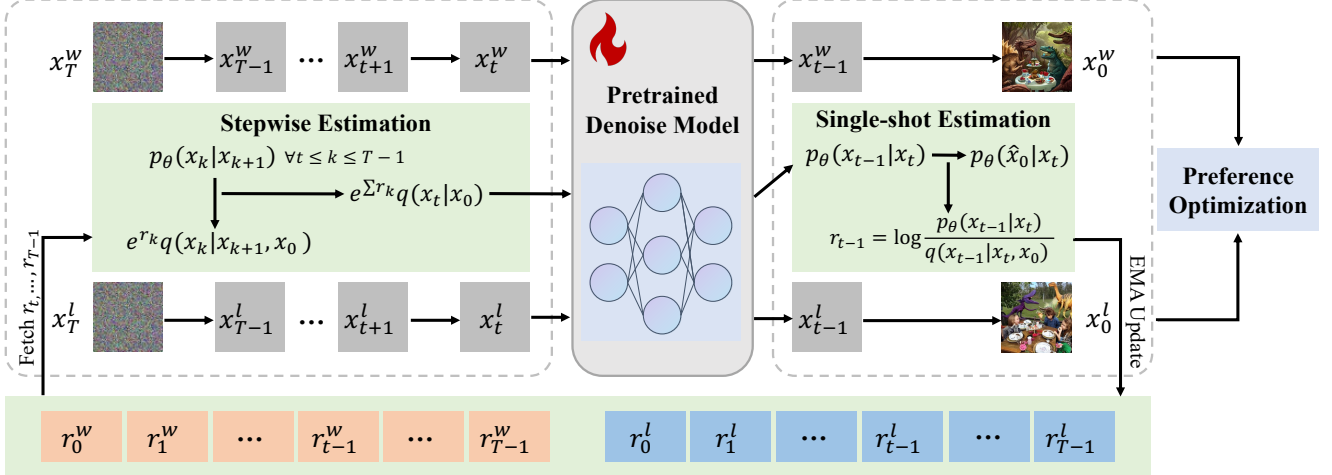 x_T^w x_{T-1}^w ... x_{t+1}^w x_t^w x_{t-1}^w x_0^w
Stepwise Estimation
p_θ(x_k|x_{k+1}) ∀t ≤ k ≤ T − 1
e^{∑r_k}q(x_t|x_0)
e^{r_k}q(x_k|x_{k+1}, x_0)
Pretrained
Denoise Model
Single-shot Estimation
p_θ(x_{t-1}|x_t) p_θ(x̂_0|x_t)
r_{t-1} = log p_θ(x_{t-1}|x_t) / q(x_{t-1}|x_t, x_0)
Preference
Optimization
Fetch r_t, ..., r_{T-1}
EMA Update
x_T^l x_{T-1}^l ... x_{t+1}^l x_t^l x_{t-1}^l x_0^l
r_0^w r_1^w ... r_{t-1}^w ... r_{T-1}^w r_0^l r_1^l ... r_{t-1}^l ... r_{T-1}^l